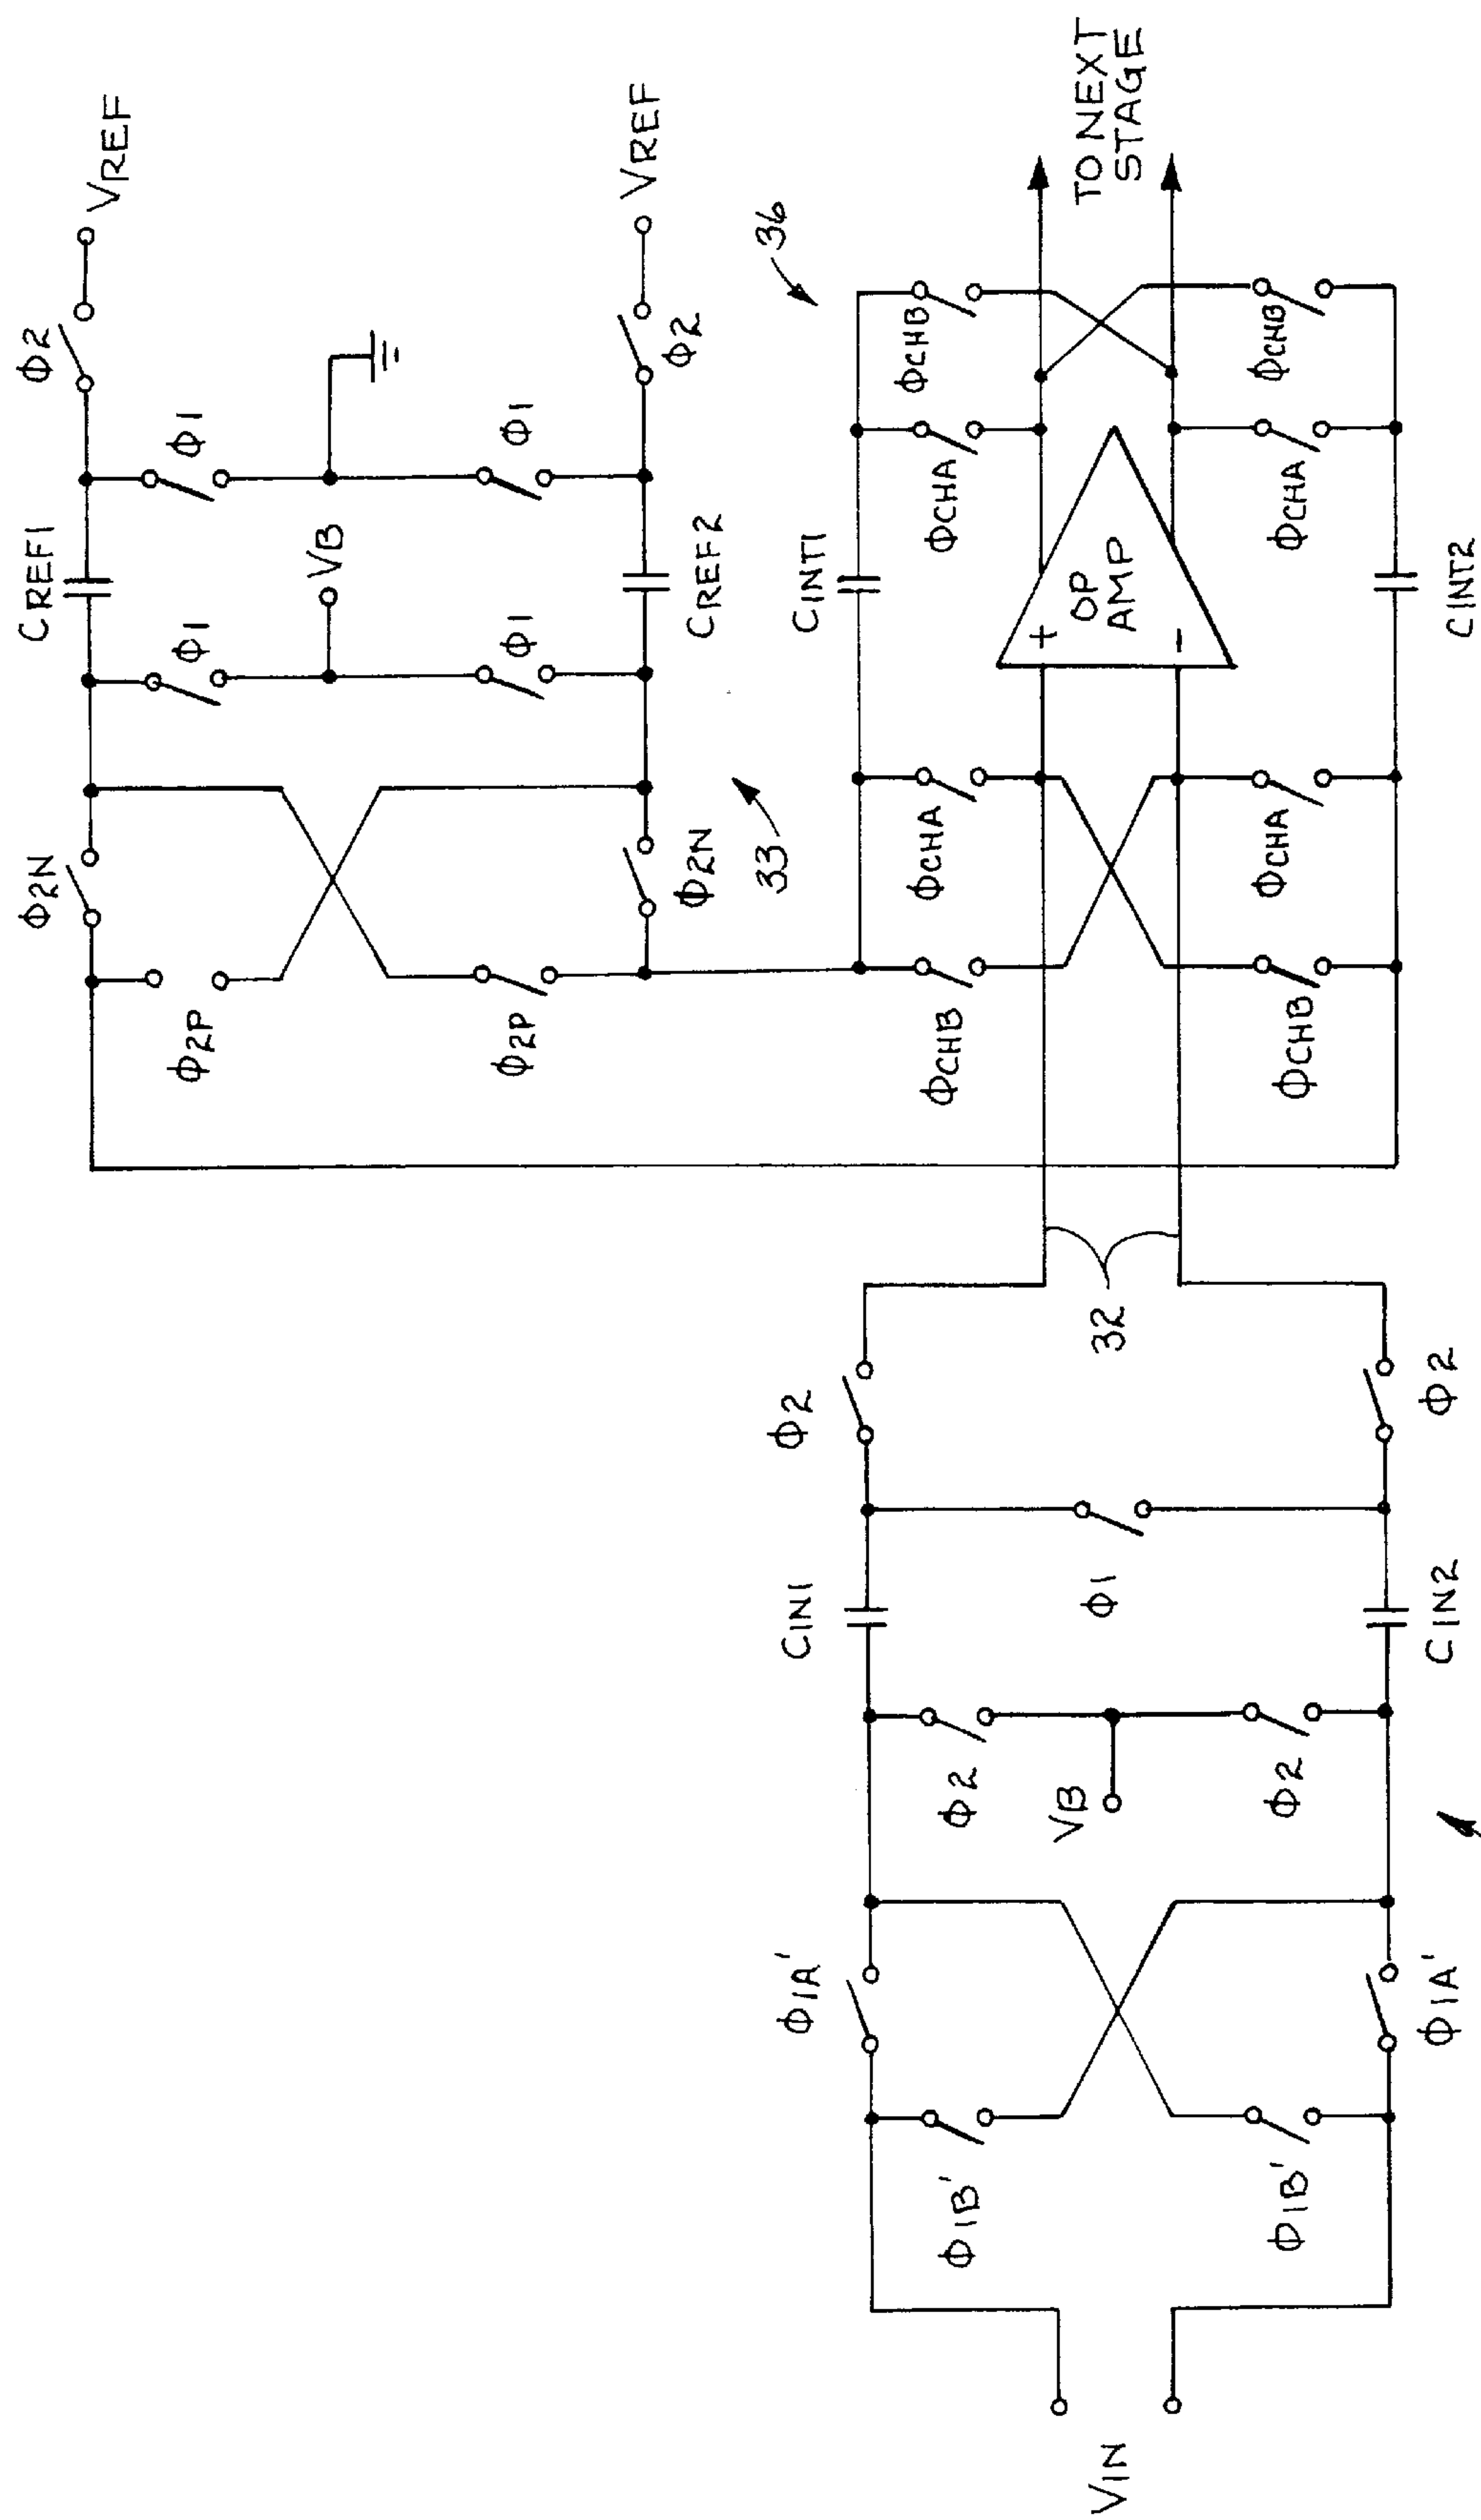 VREF
Φ2
CREF1
Φ1
Φ1
Φ2N
Φ2P
VB
Φ1
Φ1
Φ2P
Φ2N
CREF2
Φ2
VREF
33
36
CINT1
ΦCHB
ΦCHA
ΦCHA
ΦCHB
+
OP
AMP
-
TO NEXT
STAGE
ΦCHB
ΦCHA
ΦCHA
ΦCHB
CINT2
32
Φ2
CIN1
Φ2
Φ1
VB
Φ2
Φ2
CIN2
Φ1A'
Φ1B'
Φ1B'
Φ1A'
VIN